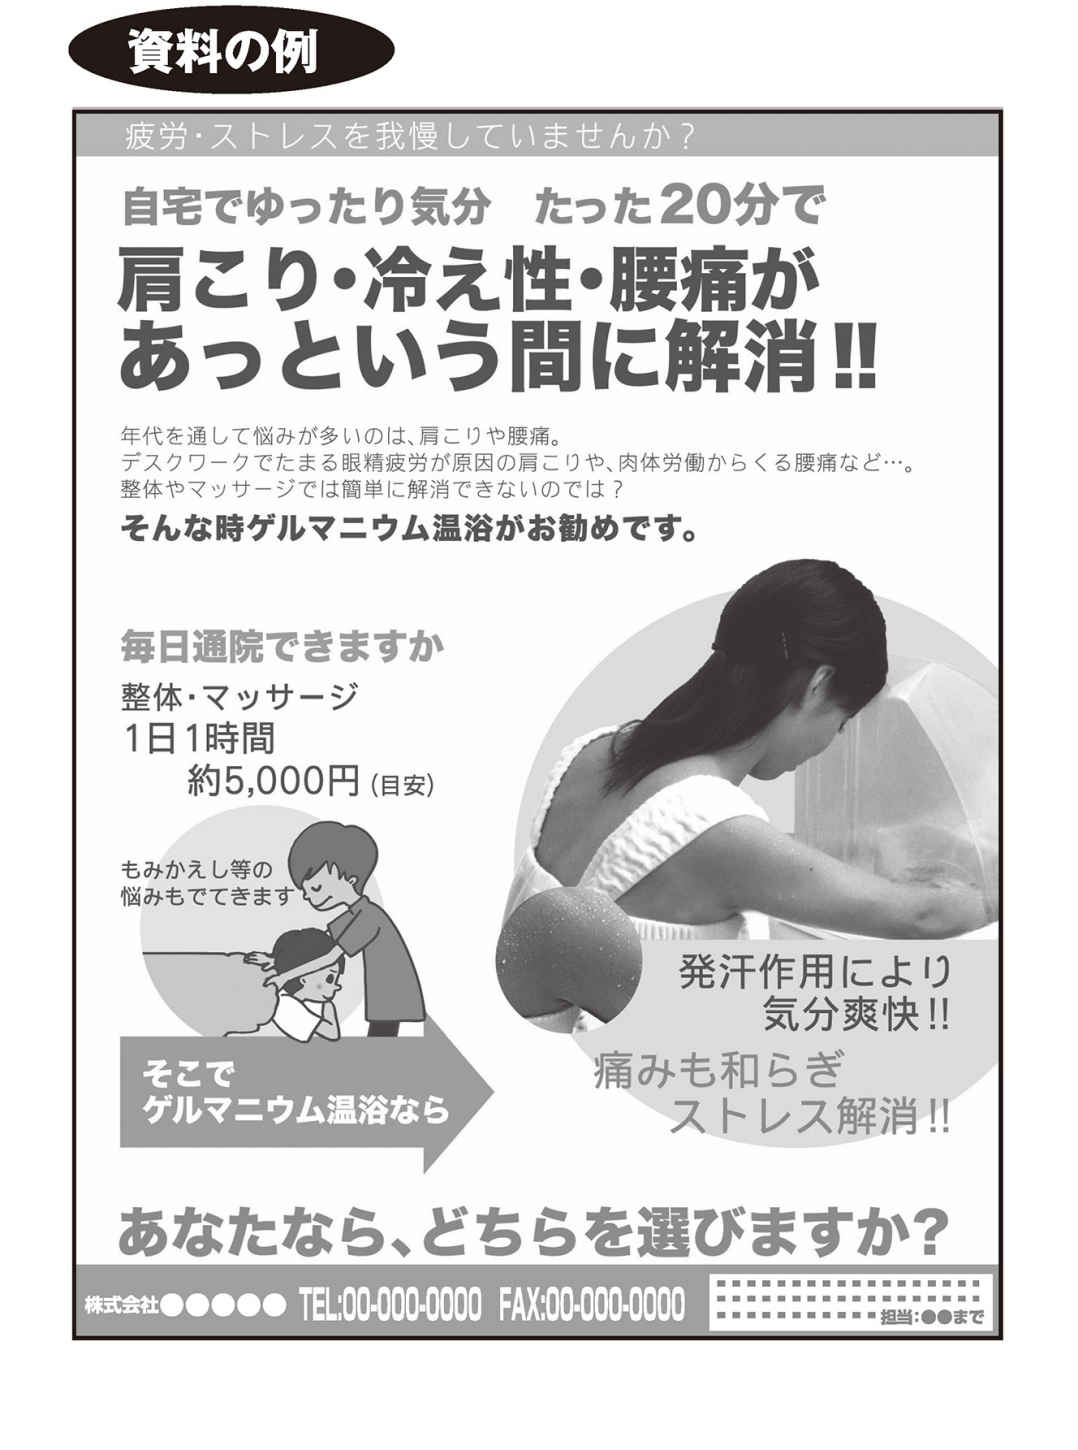 資料の例
疲労・ストレスを我慢していませんか？
自宅でゆったり気分　たった20分で
肩こり・冷え性・腰痛が
あっという間に解消!!
年代を通して悩みが多いのは、肩こりや腰痛。
デスクワークでたまる眼精疲労が原因の肩こりや、肉体労働からくる腰痛など…。
整体やマッサージでは簡単に解消できないのでは？
そんな時ゲルマニウム温浴がお勧めです。
毎日通院できますか
整体・マッサージ
1日1時間
約5,000円（目安）
もみかえし等の
悩みもでてきます
そこで
ゲルマニウム温浴なら
発汗作用により
気分爽快!!
痛みも和らぎ
ストレス解消!!
あなたなら、どちらを選びますか？
株式会社●●●●● TEL:00-000-0000 FAX:00-000-0000
担当:●●まで